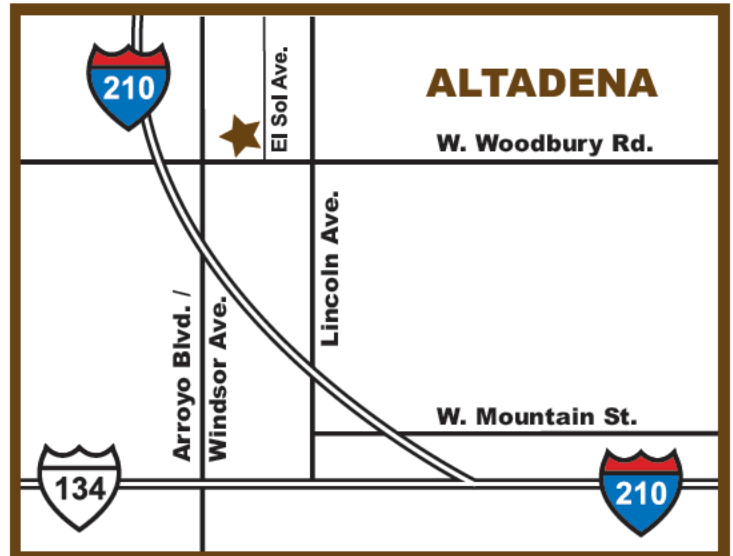 210
El Sol Ave.
ALTADENA
W. Woodbury Rd.
Lincoln Ave.
Arroyo Blvd. /
Windsor Ave.
W. Mountain St.
134
210